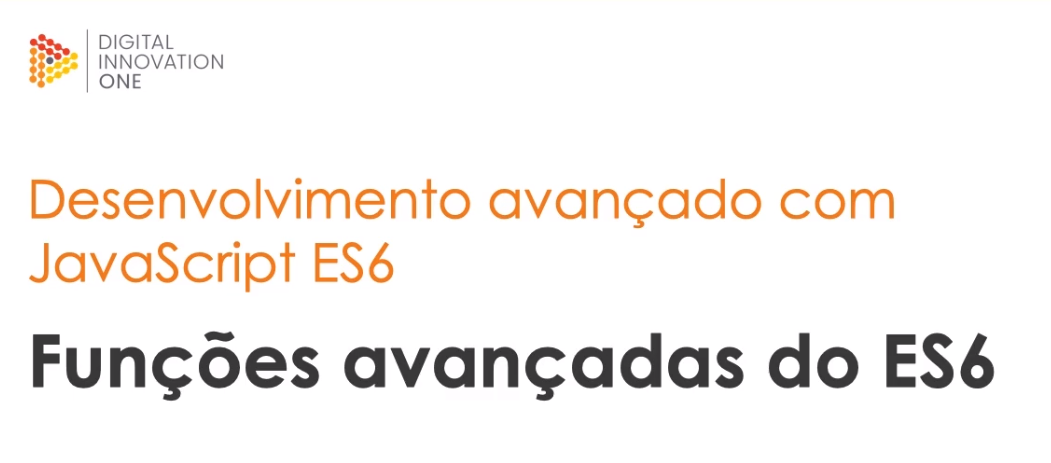 DIGITAL
INNOVATION
ONE
Desenvolvimento avançado com
JavaScript ES6
Funções avançadas do ES6